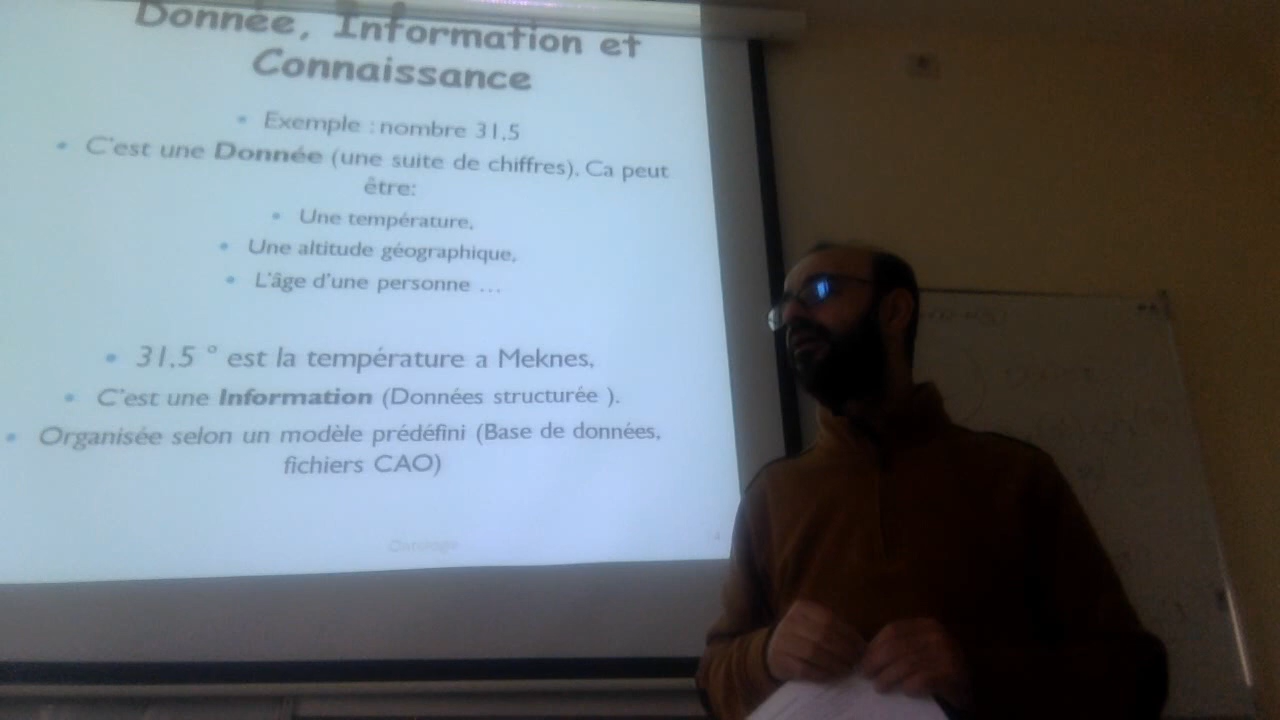 Donnée, Information et
Connaissance
• Exemple : nombre 31,5
• C'est une Donnée (une suite de chiffres), Ca peut
être:
• Une température,
• Une altitude géographique,
• L'âge d'une personne …
• 31,5 ° est la température a Meknes,
• C'est une Information (Données structurée ).
• Organisée selon un modèle prédéfini (Base de données,
fichiers CAO)